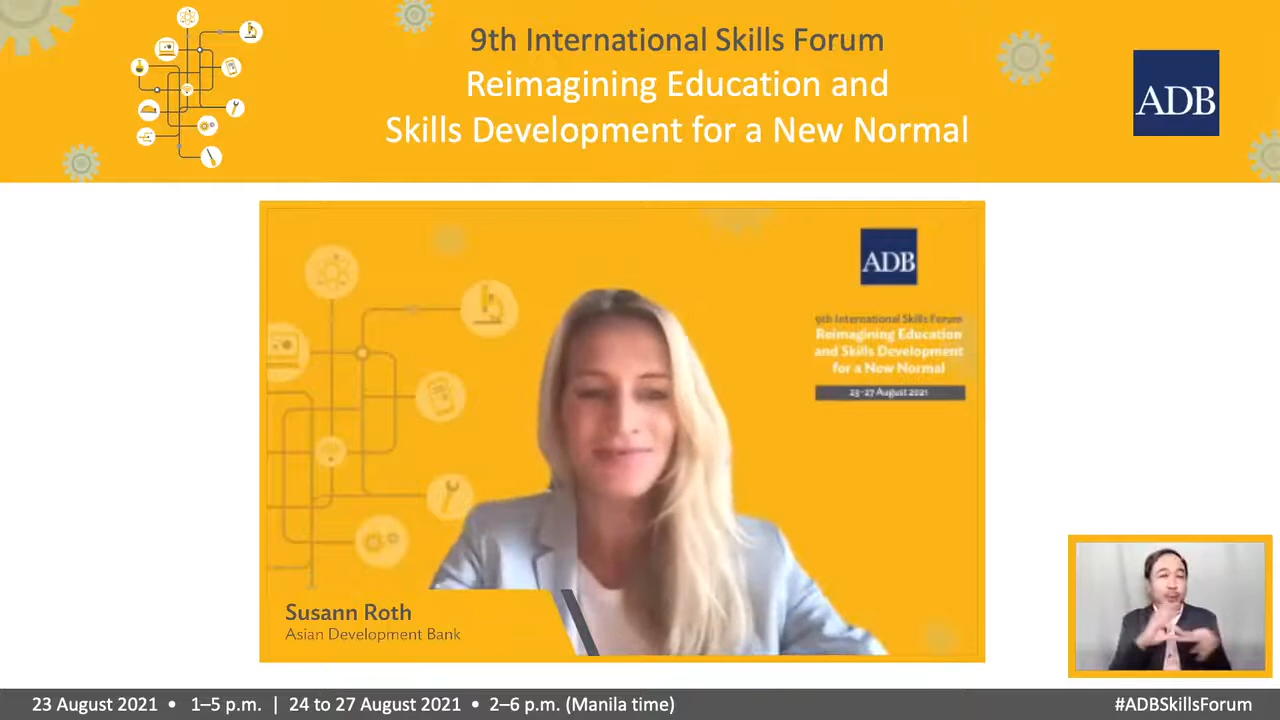 9th International Skills Forum
Reimagining Education and
Skills Development for a New Normal
ADB
ADB
9th International Skills Forum
Reimagining Education
and Skills Development
for a New Normal
23-27 August 2021
Susann Roth
Asian Development Bank
23 August 2021 • 1–5 p.m. | 24 to 27 August 2021 • 2–6 p.m. (Manila time)
#ADBSkillsForum